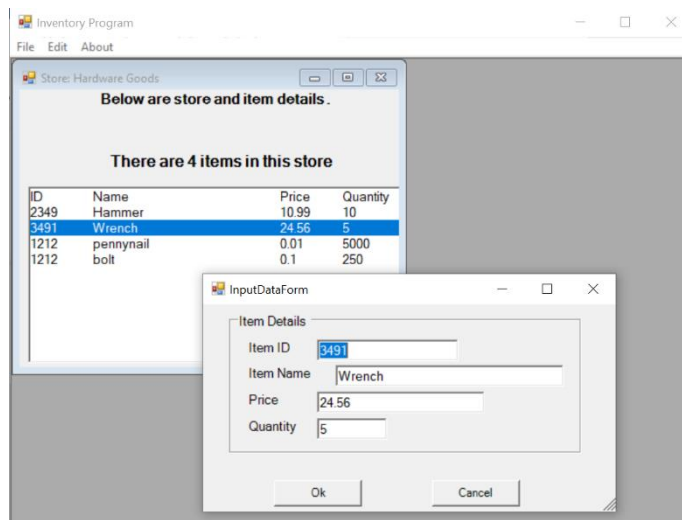 Inventory Program
File Edit About
Store: Hardware Goods
Below are store and item details.
There are 4 items in this store
ID Name Price Quantity
2349 Hammer 10.99 10
3491 Wrench 24.56 5
1212 pennynail 0.01 5000
1212 bolt 0.1 250
InputDataForm
Item Details
Item ID 3491
Item Name Wrench
Price 24.56
Quantity 5
Ok Cancel